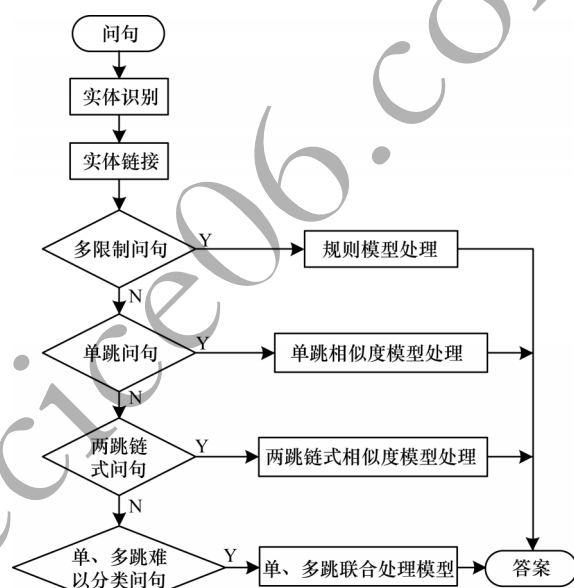 问句
实体识别
实体链接
多限制问句
Y
规则模型处理
N
单跳问句
Y
单跳相似度模型处理
N
两跳链
式问句
Y
两跳链式相似度模型处理
N
单、多跳难
以分类问句
Y
单、多跳联合处理模型
答案
ecice06.co